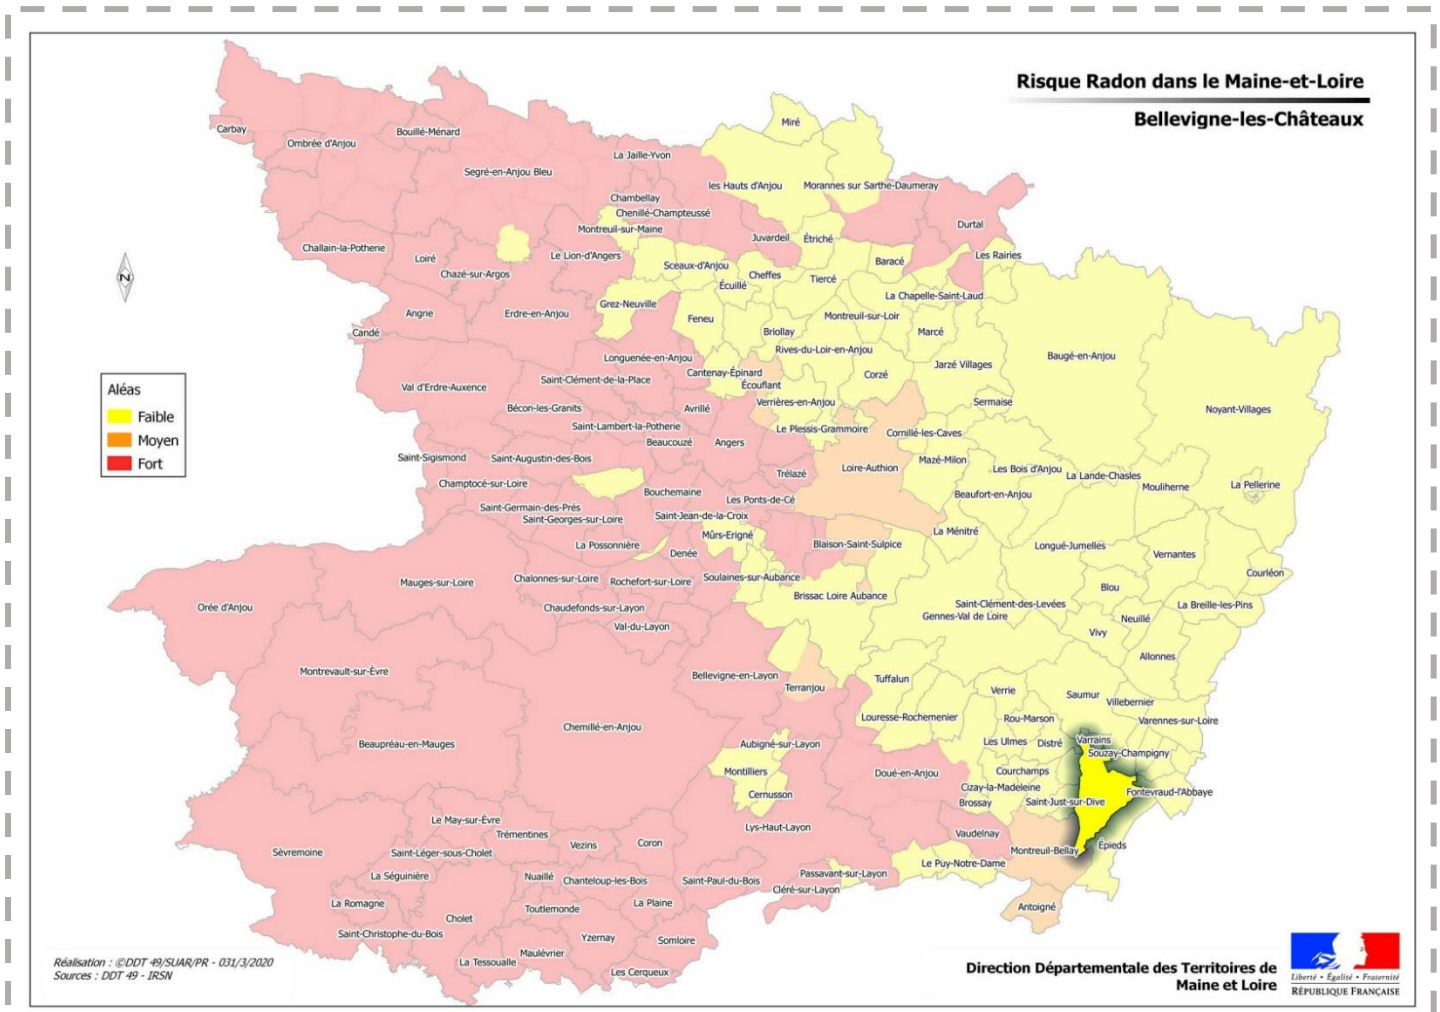 Risque Radon dans le Maine-et-Loire
Bellevigne-les-Châteaux
Miré
Carbay
Bouillé-Ménard
Ombrée d'Anjou
La Jaille-Yvon
Segré-en-Anjou Bleu
les Hauts d'Anjou
Morannes sur Sarthe-Daumeray
Chambellay
Chenillé-Champteussé
Durtal
Montreuil-sur-Maine
Juvardeil
Étriché
Challain-la-Potherie
Loiré
Le Lion-d'Angers
Les Rairies
Baracé
Sceaux-d'Anjou
Chazé-sur-Argos
Cheffes
Tiercé
Écuillé
N
La Chapelle-Saint-Laud
Grez-Neuville
Angrie
Erdre-en-Anjou
Feneu
Montreuil-sur-Loir
Candé
Briollay
Marcé
Rives-du-Loir-en-Anjou
Longuenée-en-Anjou
Baugé-en-Anjou
Jarzé Villages
Cantenay-Épinard
Corzé
Saint-Clément-de-la-Place
Écouflant
Val d'Erdre-Auxence
Aléas
Faible
Moyen
Fort
Verrières-en-Anjou
Sermaise
Bécon-les-Granits
Avrillé
Noyant-Villages
Saint-Lambert-la-Potherie
Le Plessis-Grammoire
Cornillé-les-Caves
Beaucouzé
Angers
Saint-Sigismond
Saint-Augustin-des-Bois
Mazé-Milon
Loire-Authion
Les Bois d'Anjou
Trélazé
La Lande-Chasles
Champtocé-sur-Loire
La Pellerine
Mouliherne
Bouchemaine
Beaufort-en-Anjou
Les Ponts-de-Cé
Saint-Germain-des-Prés
Saint-Jean-de-la-Croix
Saint-Georges-sur-Loire
La Ménitré
Mûrs-Erigné
La Possonnière
Blaison-Saint-Sulpice
Longué-Jumelles
Denée
Vernantes
Courléon
Mauges-sur-Loire
Chalonnes-sur-Loire
Rochefort-sur-Loire
Soulaines-sur-Aubance
Blou
Brissac Loire Aubance
Orée d'Anjou
Chaudefonds-sur-Layon
Saint-Clément-des-Levées
La Breille-les-Pins
Gennes-Val de Loire
Neuillé
Val-du-Layon
Vivy
Allonnes
Montrevault-sur-Èvre
Bellevigne-en-Layon
Tuffalun
Terranjou
Verrie
Saumur
Villebernier
Louresse-Rochemenier
Rou-Marson
Varennes-sur-Loire
Chemillé-en-Anjou
Beaupréau-en-Mauges
Aubigné-sur-Layon
Les Ulmes
Distré
Varrains
Souzay-Champigny
Montilliers
Doué-en-Anjou
Courchamps
Cizay-la-Madeleine
Fontevraud-l'Abbaye
Cernusson
Brossay
Saint-Just-sur-Dive
Le May-sur-Èvre
Lys-Haut-Layon
Trémentines
Vaudelnay
Vezins
Coron
Épieds
Sèvremoine
Saint-Léger-sous-Cholet
Montreuil-Bellay
Le Puy-Notre-Dame
La Séguinière
Nuaillé
Chanteloup-les-Bois
Saint-Paul-du-Bois
Passavant-sur-Layon
Cléré-sur-Layon
La Romagne
La Plaine
Toutlemonde
Antoigné
Cholet
Saint-Christophe-du-Bois
Yzernay
Somloire
Maulévrier
La Tessoualle
Les Cerqueux
Réalisation : ©DDT 49/SUAR/PR - 031/3/2020
Sources : DDT 49 - IRSN
Direction Départementale des Territoires de
Maine et Loire
Liberté • Égalité • Fraternité
RÉPUBLIQUE FRANÇAISE